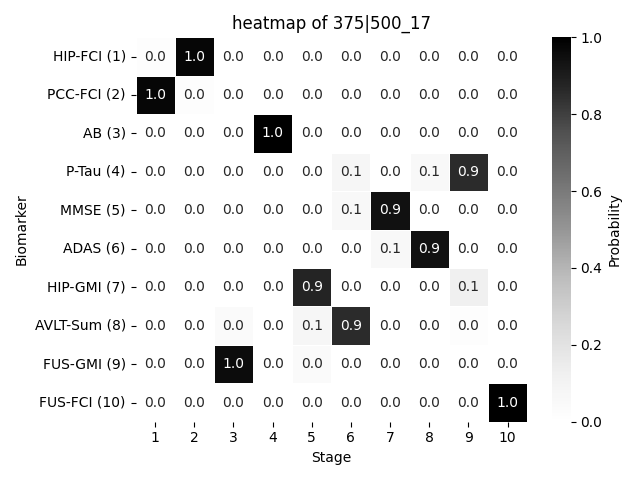 heatmap of 375|500_17
HIP-FCI (1) 0.0 1.0 0.0 0.0 0.0 0.0 0.0 0.0 0.0 0.0
PCC-FCI (2) 1.0 0.0 0.0 0.0 0.0 0.0 0.0 0.0 0.0 0.0
AB (3) 0.0 0.0 0.0 1.0 0.0 0.0 0.0 0.0 0.0 0.0
P-Tau (4) 0.0 0.0 0.0 0.0 0.0 0.1 0.0 0.1 0.9 0.0
MMSE (5) 0.0 0.0 0.0 0.0 0.0 0.1 0.9 0.0 0.0 0.0
ADAS (6) 0.0 0.0 0.0 0.0 0.0 0.0 0.1 0.9 0.0 0.0
HIP-GMI (7) 0.0 0.0 0.0 0.0 0.9 0.0 0.0 0.0 0.1 0.0
AVLT-Sum (8) 0.0 0.0 0.0 0.0 0.1 0.9 0.0 0.0 0.0 0.0
FUS-GMI (9) 0.0 0.0 1.0 0.0 0.0 0.0 0.0 0.0 0.0 0.0
FUS-FCI (10) 0.0 0.0 0.0 0.0 0.0 0.0 0.0 0.0 0.0 1.0
1 2 3 4 5 6 7 8 9 10
Stage
Biomarker
1.0
0.8
0.6
0.4
0.2
0.0
Probability